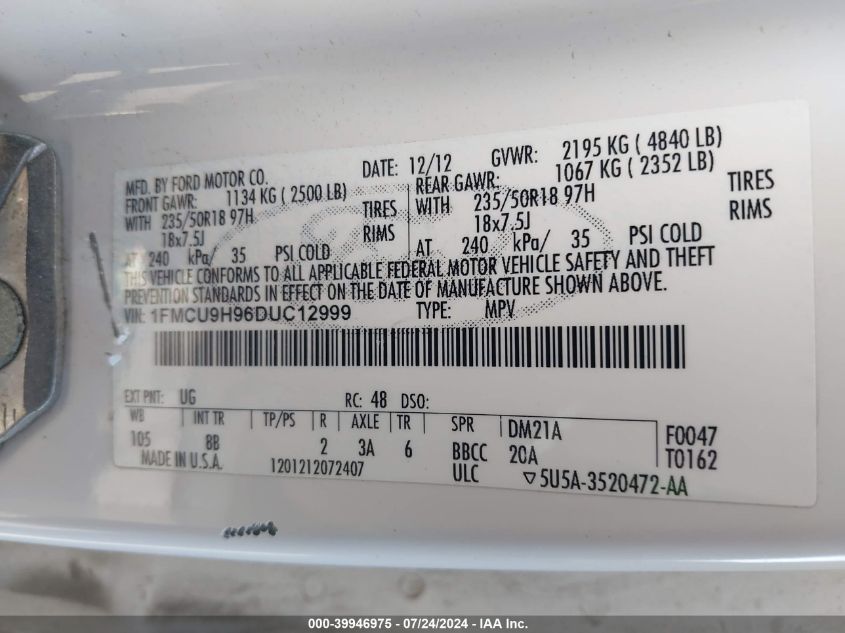 MFD. BY FORD MOTOR CO. DATE: 12/12 GVWR: 2195 KG ( 4840 LB)
FRONT GAWR: 1134 KG ( 2500 LB) REAR GAWR: 1067 KG ( 2352 LB)
WITH 235/50R18 97H TIRES WITH 235/50R18 97H TIRES
18x7.5J RIMS 18x7.5J RIMS
AT 240 kPa/ 35 PSI COLD AT 240 kPa/ 35 PSI COLD
THIS VEHICLE CONFORMS TO ALL APPLICABLE FEDERAL MOTOR VEHICLE SAFETY AND THEFT
PREVENTION STANDARDS IN EFFECT ON THE DATE OF MANUFACTURE SHOWN ABOVE.
VIN: 1FMCU9H96DUC12999 TYPE: MPV
EXT PNT: UG RC: 48 DSO:
WB INT TR TP/PS R AXLE TR SPR DM21A F0047
105 8B 2 3A 6 BBCC 20A T0162
MADE IN U.S.A. 1201212072407 ULC ▽5U5A-3520472-AA
000-39946975 / 07/24/2024 - IAA Inc.